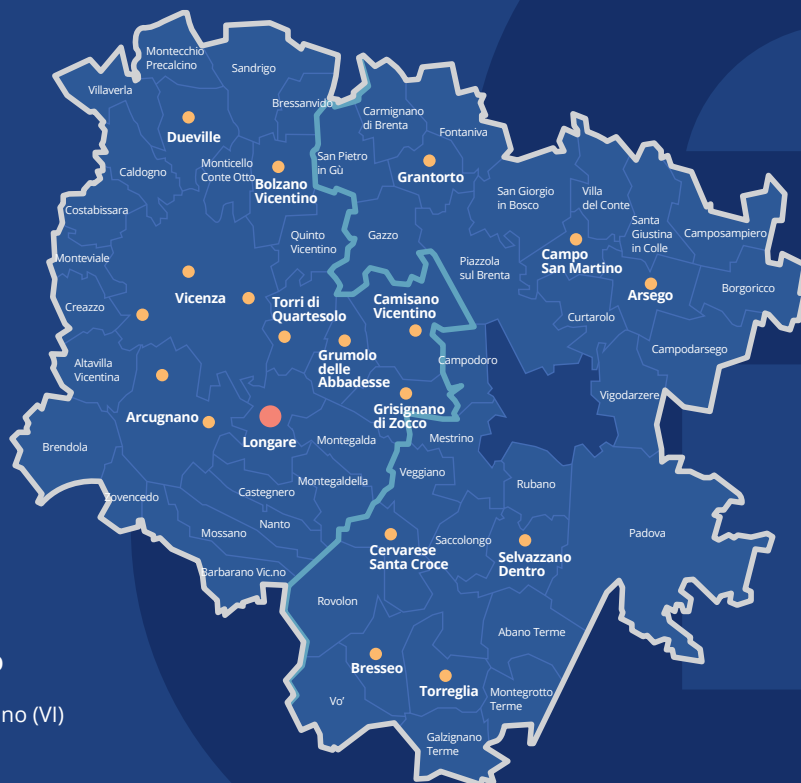 Montecchio
Precalcino
Sandrigo
Villaverla
Bressanvido
Carmignano
di Brenta
Fontaniva
Dueville
San Pietro
in Gù
Monticello
Conte Otto
Caldogno
Bolzano
Vicentino
Grantorto
San Giorgio
in Bosco
Villa
del Conte
Costabissara
Santa
Giustina
in Colle
Camposampiero
Quinto
Vicentino
Gazzo
Monteviale
Campo
San Martino
Piazzola
sul Brenta
Arsego
Borgoricco
Vicenza
Torri di
Quartesolo
Camisano
Vicentino
Creazzo
Curtarolo
Grumolo
delle
Abbadesse
Campodoro
Campodarsego
Altavilla
Vicentina
Vigodarzere
Arcugnano
Grisignano
di Zocco
Longare
Montegalda
Mestrino
Brendola
Veggiano
Montegaldella
Rubano
Castegnero
Zovencedo
Nanto
Mossano
Padova
Cervarese
Santa Croce
Saccolongo
Selvazzano
Dentro
Barbarano Vic.no
Rovolon
Abano Terme
Bresseo
Torreglia
Montegrotto
Terme
Vo'
no (VI)
Galzignano
Terme